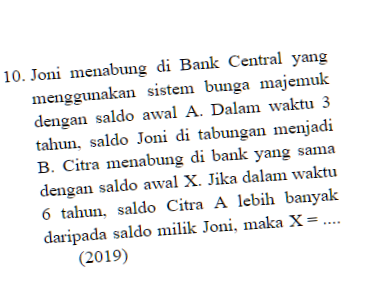 10. Joni menabung di Bank Central yang
menggunakan sistem bunga majemuk
dengan saldo awal A. Dalam waktu 3
tahun, saldo Joni di tabungan menjadi
B. Citra menabung di bank yang sama
dengan saldo awal X. Jika dalam waktu
6 tahun, saldo Citra A lebih banyak
daripada saldo milik Joni, maka X = ....
(2019)